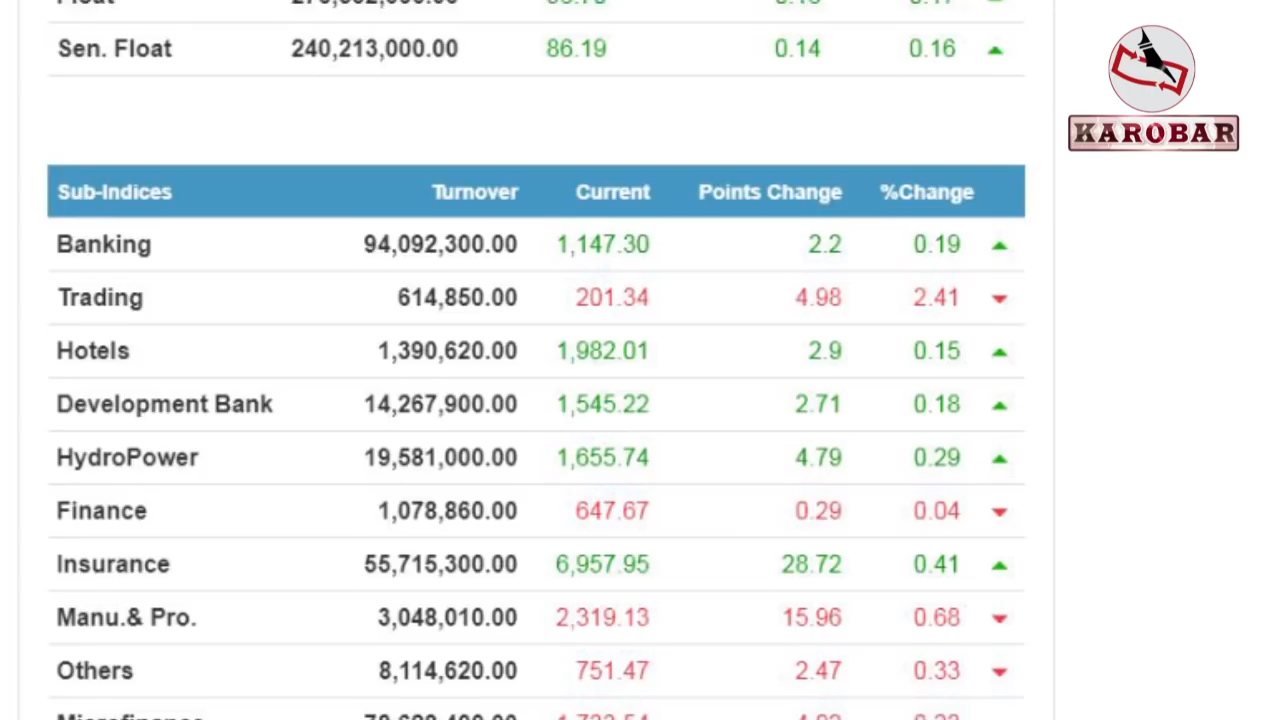 Sen. Float 240,213,000.00 86.19 0.14 0.16
KAROBAR
Sub-Indices Turnover Current Points Change %Change
Banking 94,092,300.00 1,147.30 2.2 0.19
Trading 614,850.00 201.34 4.98 2.41
Hotels 1,390,620.00 1,982.01 2.9 0.15
Development Bank 14,267,900.00 1,545.22 2.71 0.18
HydroPower 19,581,000.00 1,655.74 4.79 0.29
Finance 1,078,860.00 647.67 0.29 0.04
Insurance 55,715,300.00 6,957.95 28.72 0.41
Manu.& Pro. 3,048,010.00 2,319.13 15.96 0.68
Others 8,114,620.00 751.47 2.47 0.33